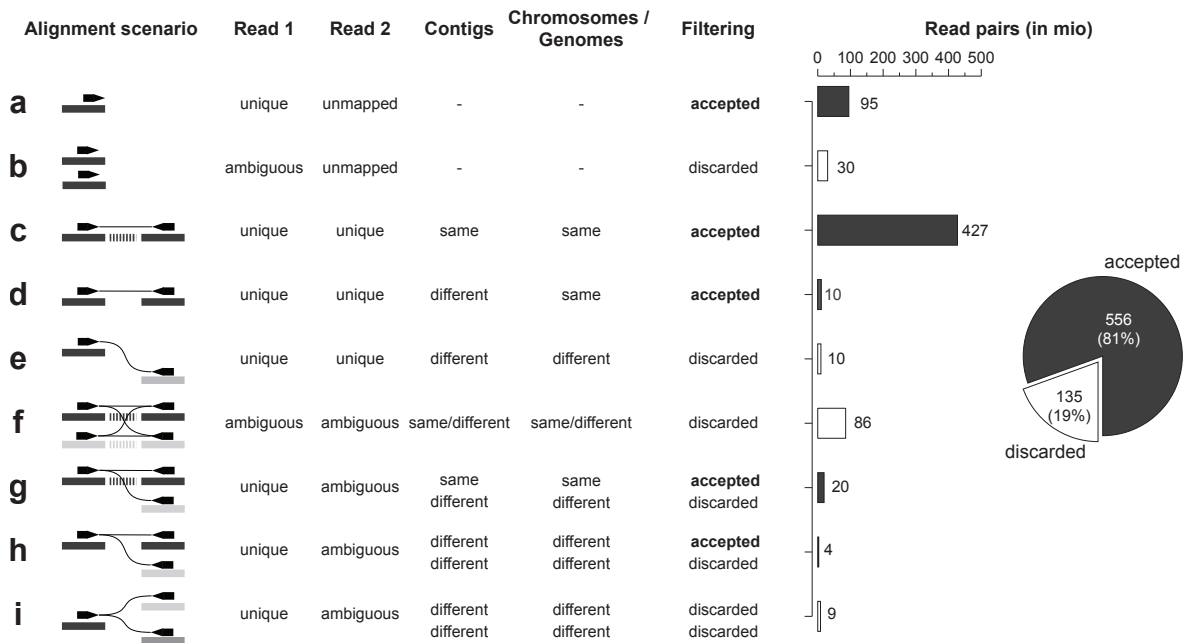 Alignment scenario Read 1 Read 2 Contigs Chromosomes / Genomes Filtering Read pairs (in mio)
0 100 200 300 400 500
a unique unmapped - - accepted 95
b ambiguous unmapped - - discarded 30
c unique unique same same accepted 427
d unique unique different same accepted 10
e unique unique different different discarded 10
f ambiguous ambiguous same/different same/different discarded 86
g unique ambiguous same same accepted 20
different different discarded
h unique ambiguous different different accepted 4
different different discarded
i unique ambiguous different different discarded 9
different different discarded
accepted
556
(81%)
135
(19%)
discarded